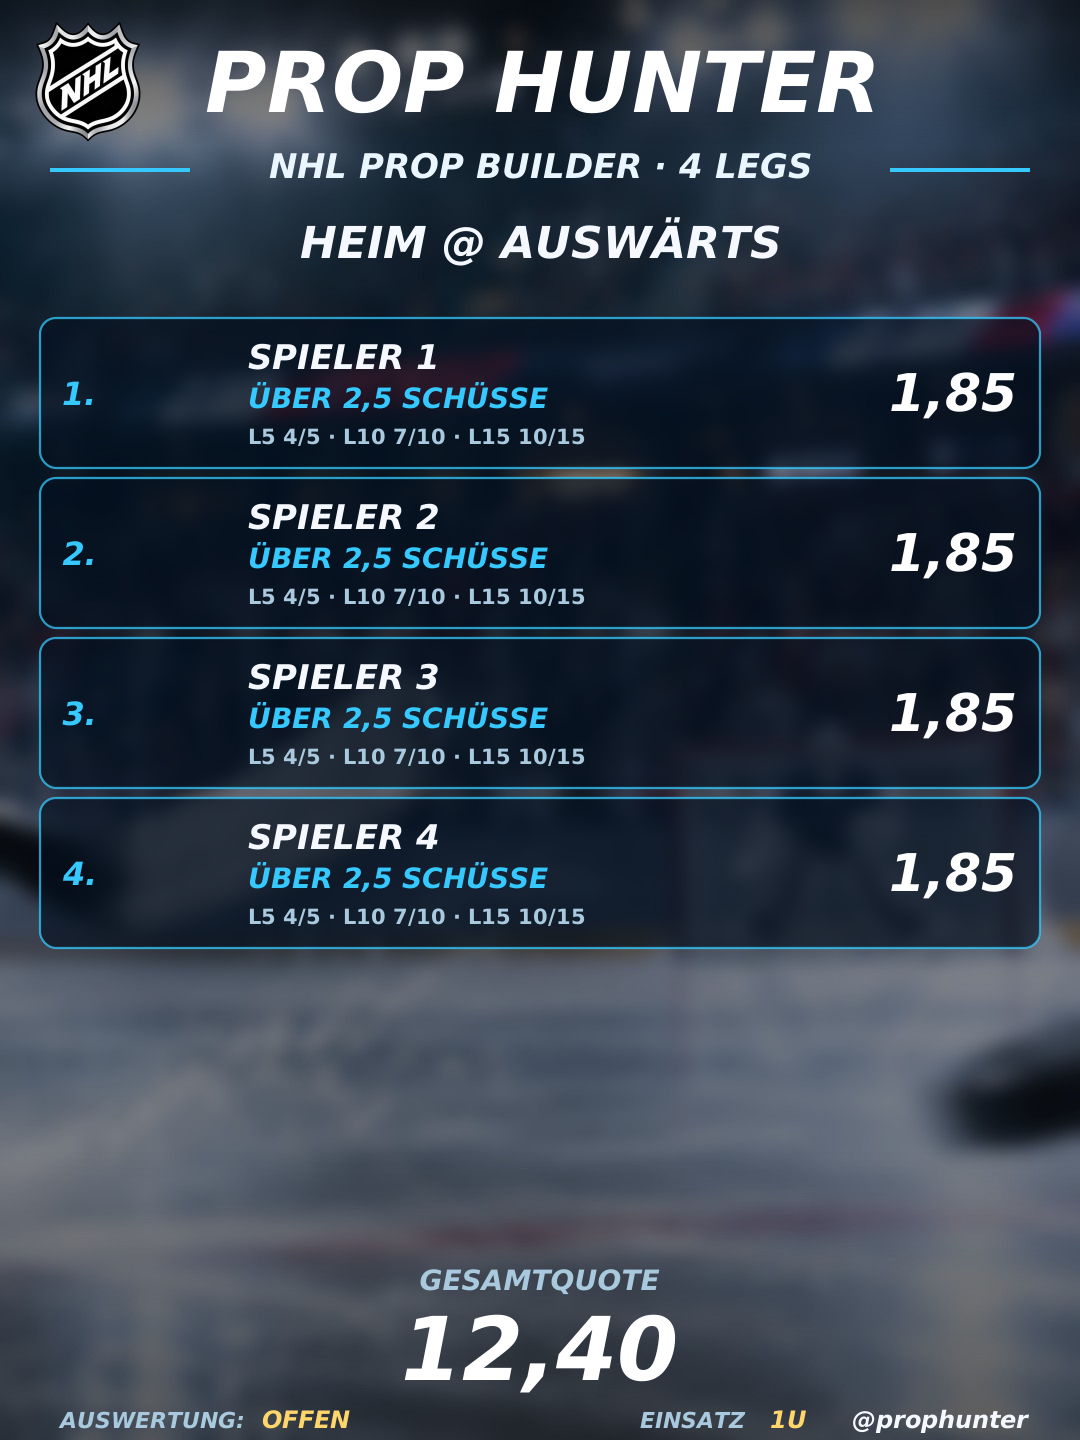 NHL
PROP HUNTER
NHL PROP BUILDER · 4 LEGS
HEIM @ AUSWÄRTS
1.
SPIELER 1
ÜBER 2,5 SCHÜSSE
L5 4/5 · L10 7/10 · L15 10/15
1,85
2.
SPIELER 2
ÜBER 2,5 SCHÜSSE
L5 4/5 · L10 7/10 · L15 10/15
1,85
3.
SPIELER 3
ÜBER 2,5 SCHÜSSE
L5 4/5 · L10 7/10 · L15 10/15
1,85
4.
SPIELER 4
ÜBER 2,5 SCHÜSSE
L5 4/5 · L10 7/10 · L15 10/15
1,85
GESAMTQUOTE
12,40
AUSWERTUNG: OFFEN
EINSATZ 1U @prophunter